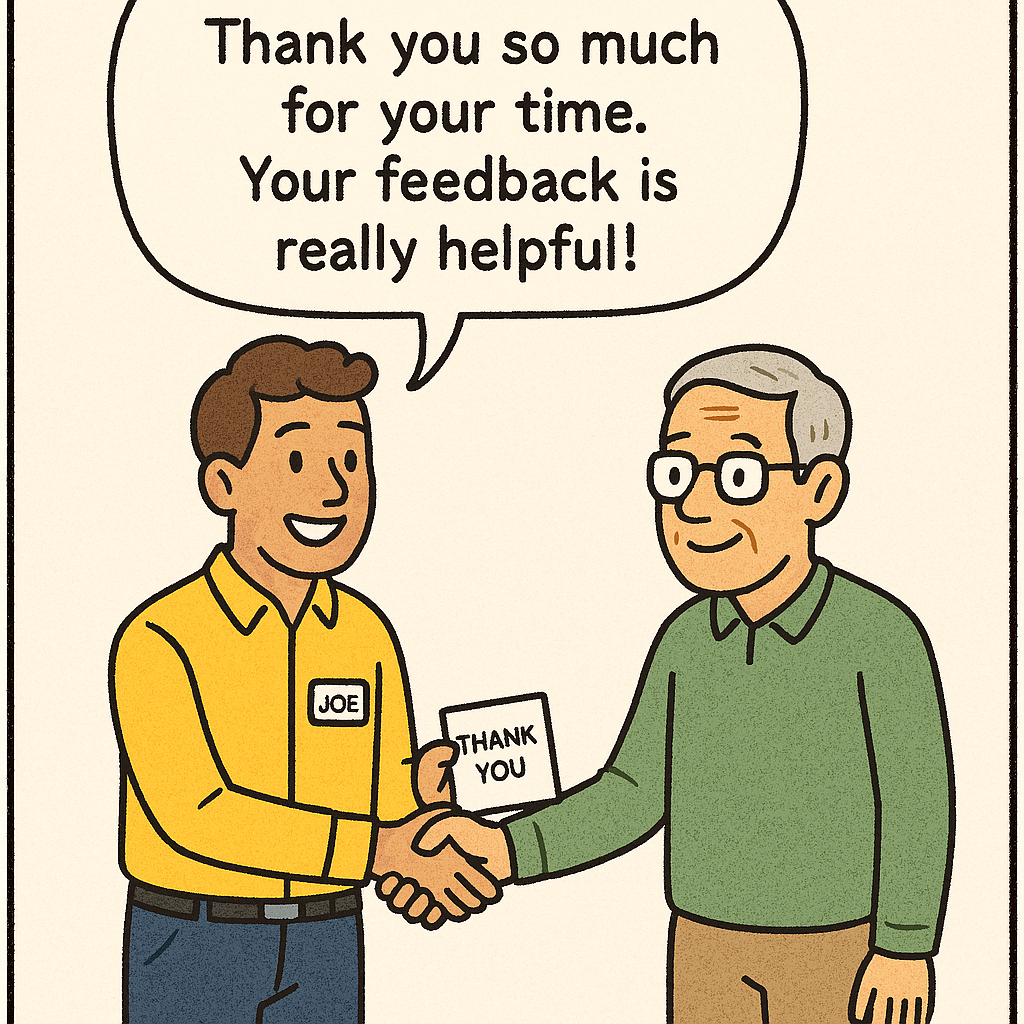 Thank you so much
for your time.
Your feedback is
really helpful!
JOE
THANK
YOU